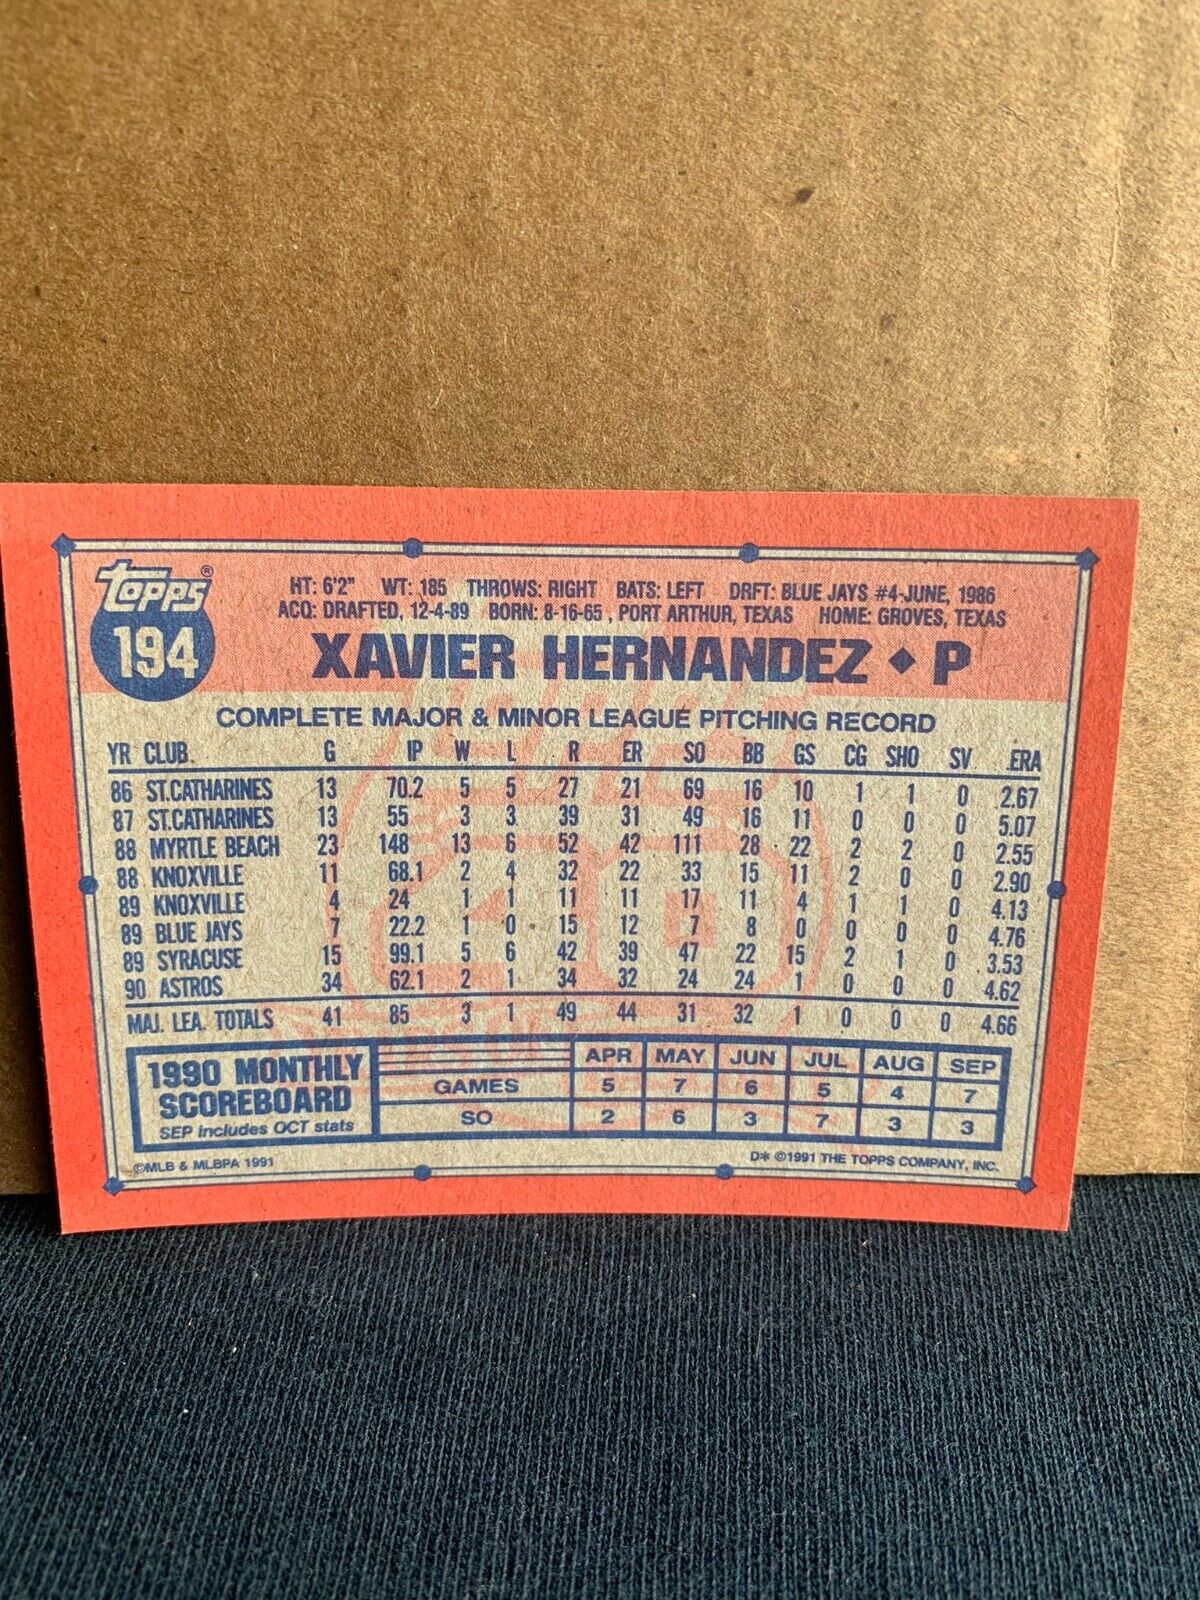 topps®
194
HT: 6'2" WT: 185 THROWS: RIGHT BATS: LEFT DRFT: BLUE JAYS #4-JUNE, 1986
ACQ: DRAFTED, 12-4-89 BORN: 8-16-65 , PORT ARTHUR, TEXAS HOME: GROVES, TEXAS
XAVIER HERNANDEZ ◆ P
COMPLETE MAJOR & MINOR LEAGUE PITCHING RECORD
YR CLUB G IP W L R ER SO BB GS CG SHO SV ERA
86 ST.CATHARINES 13 70.2 5 5 27 21 69 16 10 1 1 0 2.67
87 ST.CATHARINES 13 55 3 3 39 31 49 16 11 0 0 0 5.07
88 MYRTLE BEACH 23 148 13 6 52 42 111 28 22 2 2 0 2.55
88 KNOXVILLE 11 68.1 2 4 32 22 33 15 11 2 0 0 2.90
89 KNOXVILLE 4 24 1 1 11 11 17 11 4 1 1 0 4.13
89 BLUE JAYS 7 22.2 1 0 15 12 7 8 0 0 0 0 4.76
89 SYRACUSE 15 99.1 5 6 42 39 47 22 15 2 1 0 3.53
90 ASTROS 34 62.1 2 1 34 32 24 24 1 0 0 0 4.62
MAJ. LEA. TOTALS 41 85 3 1 49 44 31 32 1 0 0 0 4.66
1990 MONTHLY
SCOREBOARD
SEP includes OCT stats
APR MAY JUN JUL AUG SEP
GAMES 5 7 6 5 4 7
SO 2 6 3 7 3 3
©MLB & MLBPA 1991
D* ©1991 THE TOPPS COMPANY, INC.